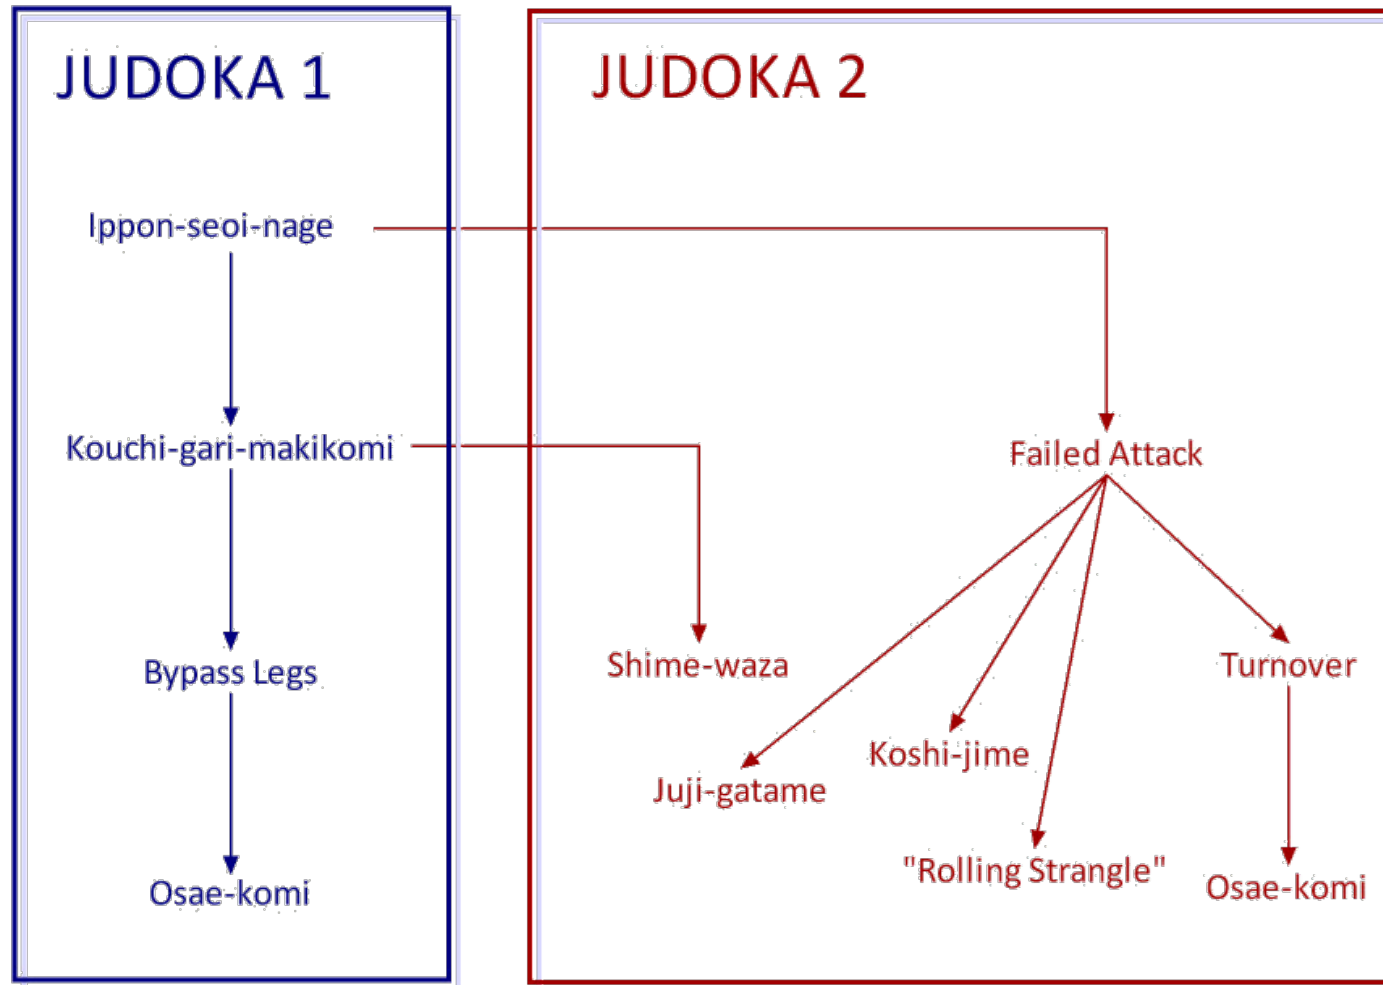 JUDOKA 1
JUDOKA 2
Ippon-seoi-nage
Kouchi-gari-makikomi
Failed Attack
Bypass Legs
Shime-waza
Turnover
Koshi-jime
Juji-gatame
"Rolling Strangle"
Osae-komi
Osae-komi